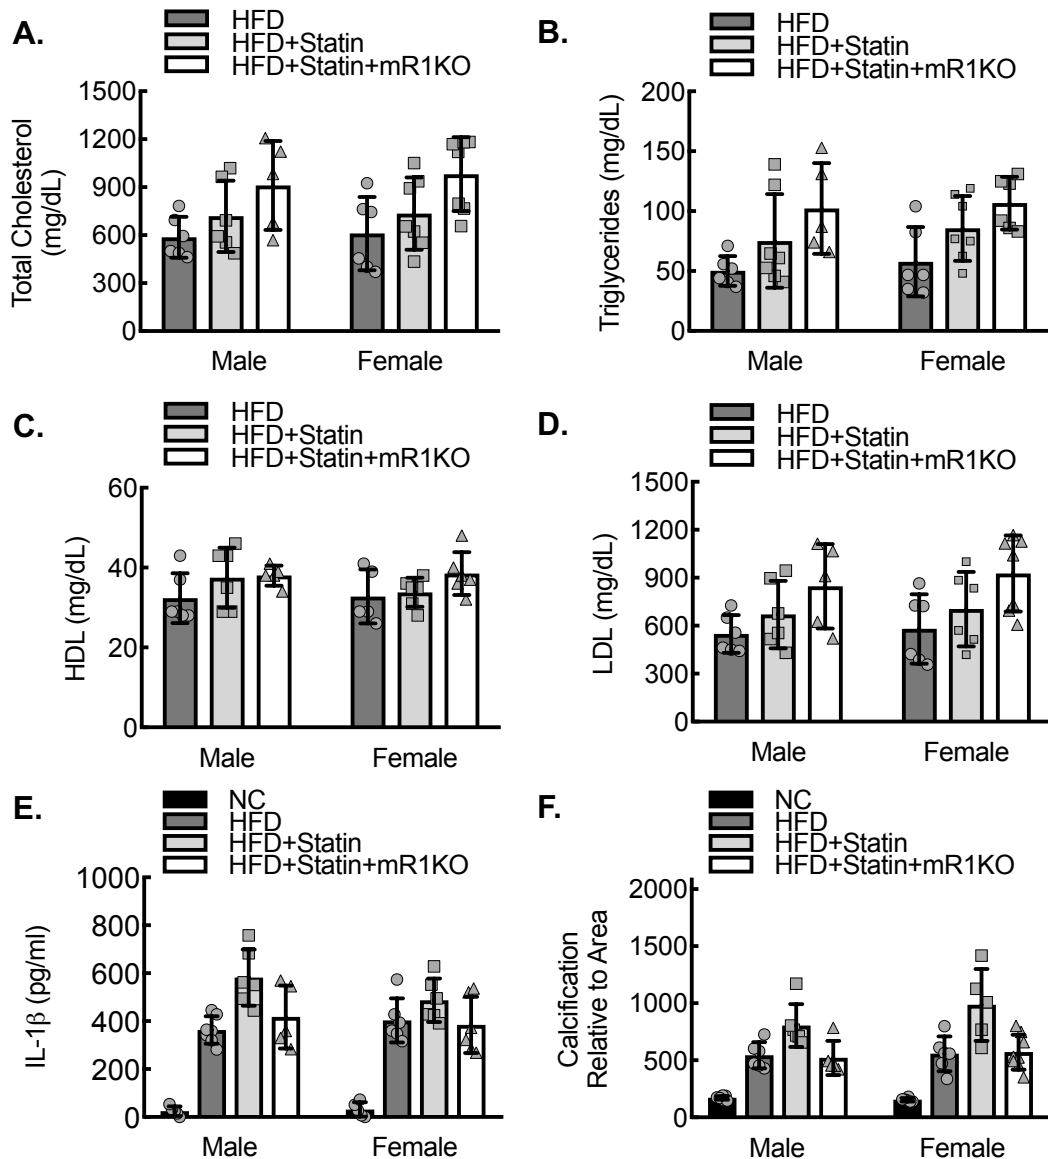 A.
HFD
HFD+Statin
HFD+Statin+mR1KO
Total Cholesterol
(mg/dL)
1500
1200
900
600
300
0
Male
Female
B.
HFD
HFD+Statin
HFD+Statin+mR1KO
Triglycerides (mg/dL)
200
150
100
50
0
Male
Female
C.
HFD
HFD+Statin
HFD+Statin+mR1KO
HDL (mg/dL)
60
40
20
0
Male
Female
D.
HFD
HFD+Statin
HFD+Statin+mR1KO
LDL (mg/dL)
1500
1200
900
600
300
0
Male
Female
E.
NC
HFD
HFD+Statin
HFD+Statin+mR1KO
IL-1β (pg/ml)
1000
800
600
400
200
0
Male
Female
F.
NC
HFD
HFD+Statin
HFD+Statin+mR1KO
Calcification
Relative to Area
2000
1500
1000
500
0
Male
Female